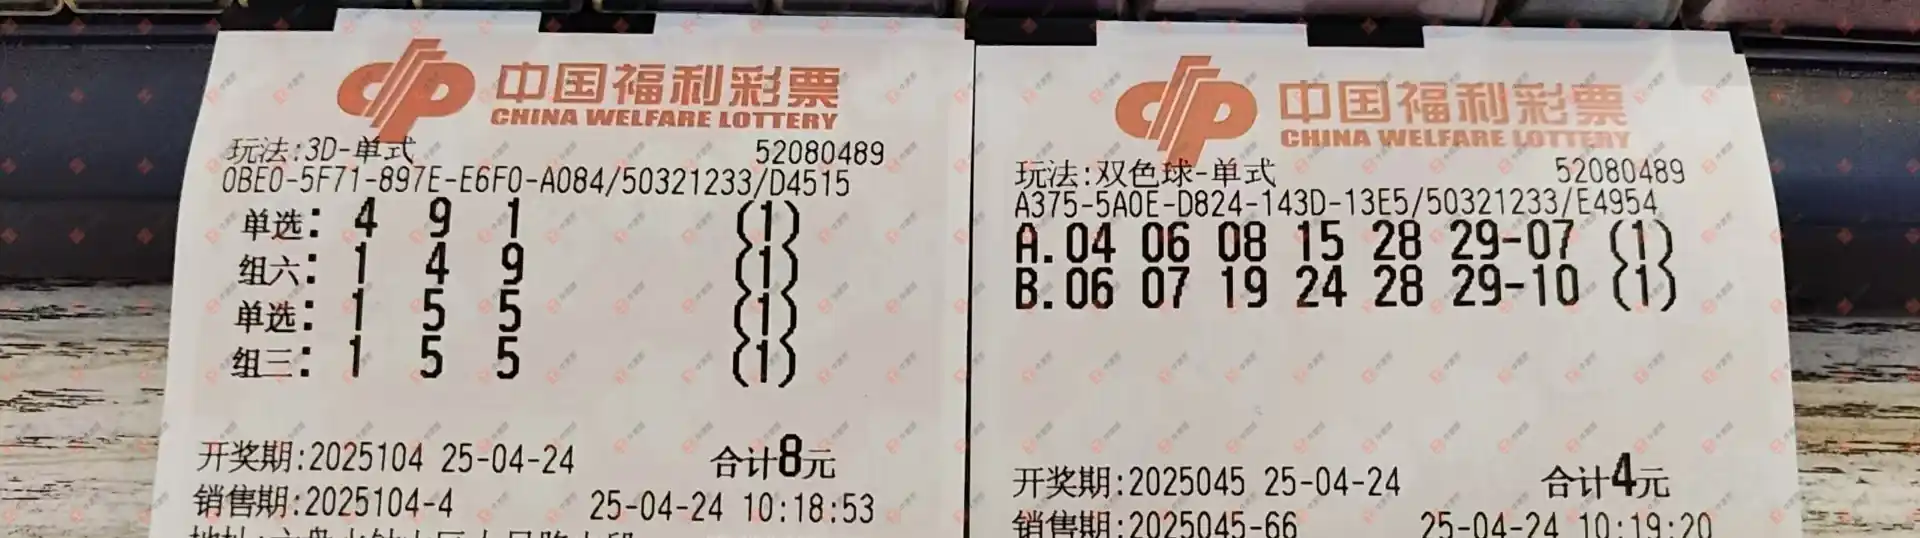 中国福利彩票
CHINA WELFARE LOTTERY
玩法:3D-单式 52080489
0BE0-5F71-897E-E6F0-A084/50321233/D4515
单选: 4 9 1 (1)
组六: 1 4 9 (1)
单选: 1 5 5 (1)
组三: 1 5 5 (1)
开奖期:2025104 25-04-24 合计8元
销售期:2025104-4 25-04-24 10:18:53
中国福利彩票
CHINA WELFARE LOTTERY
玩法:双色球-单式 52080489
A375-5A0E-D824-143D-13E5/50321233/E4954
A.04 06 08 15 28 29-07 (1)
B.06 07 19 24 28 29-10 (1)
开奖期:2025045 25-04-24 合计4元
销售期:2025045-66 25-04-24 10:19:20